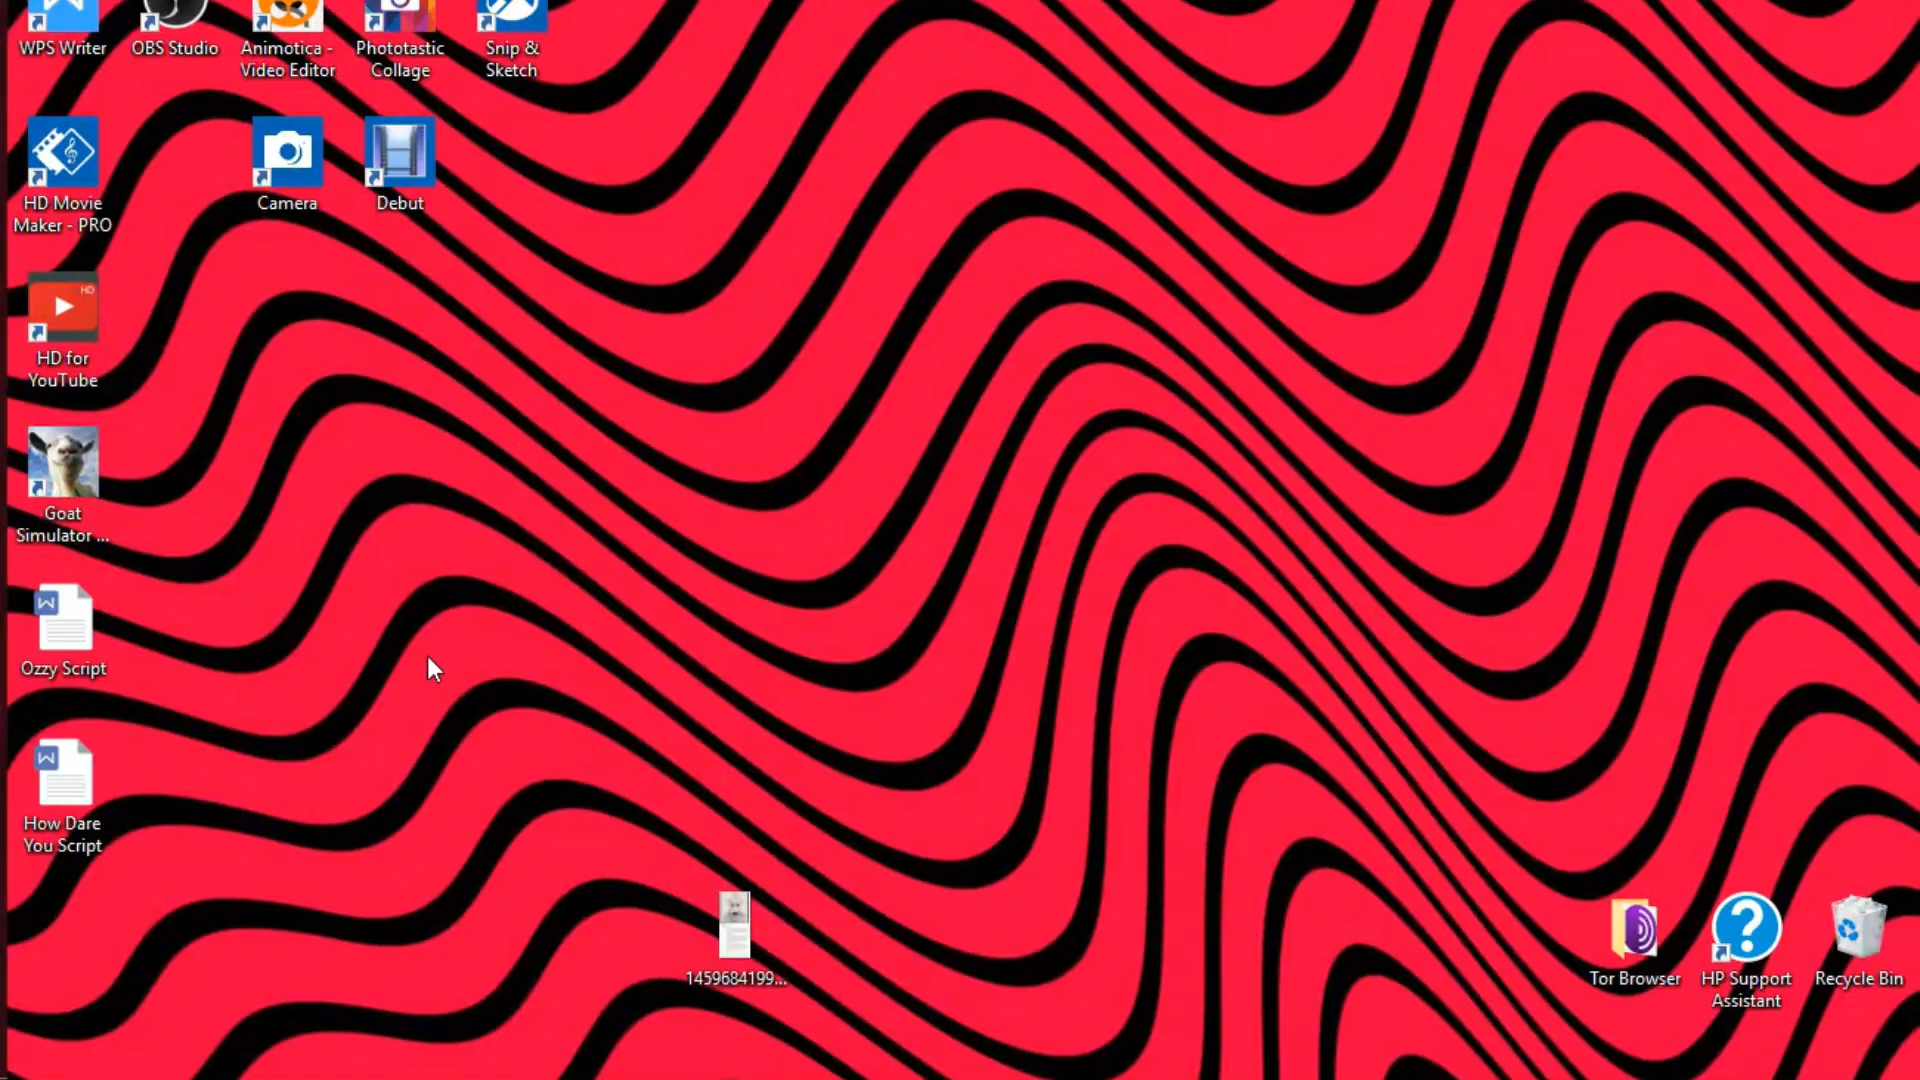 WPS Writer
OBS Studio
Animotica -
Video Editor
Phototastic
Collage
Snip &
Sketch
HD Movie
Maker - PRO
Camera
Debut
HD
HD for
YouTube
Goat
Simulator ...
W
Ozzy Script
W
How Dare
You Script
1459684199...
Tor Browser
?
HP Support
Assistant
Recycle Bin